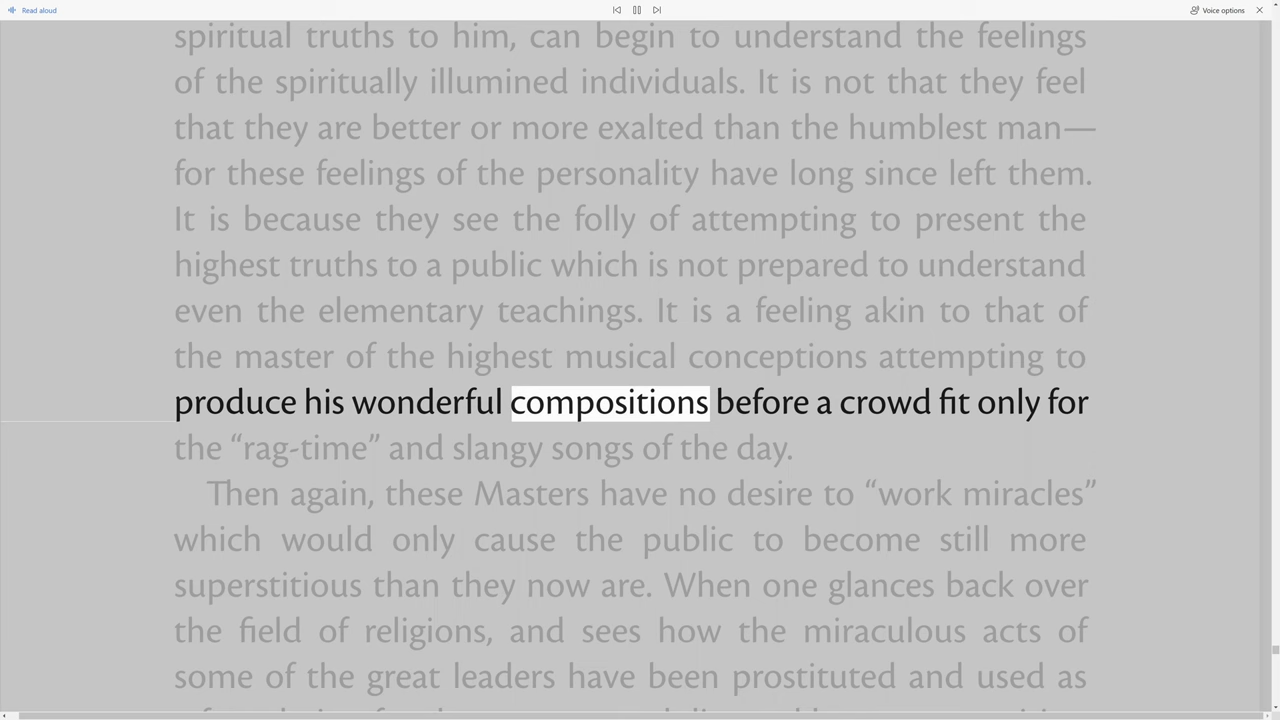 Read aloud
Voice options
spiritual truths to him, can begin to understand the feelings
of the spiritually illumined individuals. It is not that they feel
that they are better or more exalted than the humblest man—
for these feelings of the personality have long since left them.
It is because they see the folly of attempting to present the
highest truths to a public which is not prepared to understand
even the elementary teachings. It is a feeling akin to that of
the master of the highest musical conceptions attempting to
produce his wonderful compositions before a crowd fit only for
the “rag-time” and slangy songs of the day.
Then again, these Masters have no desire to “work miracles”
which would only cause the public to become still more
superstitious than they now are. When one glances back over
the field of religions, and sees how the miraculous acts of
some of the great leaders have been prostituted and used as